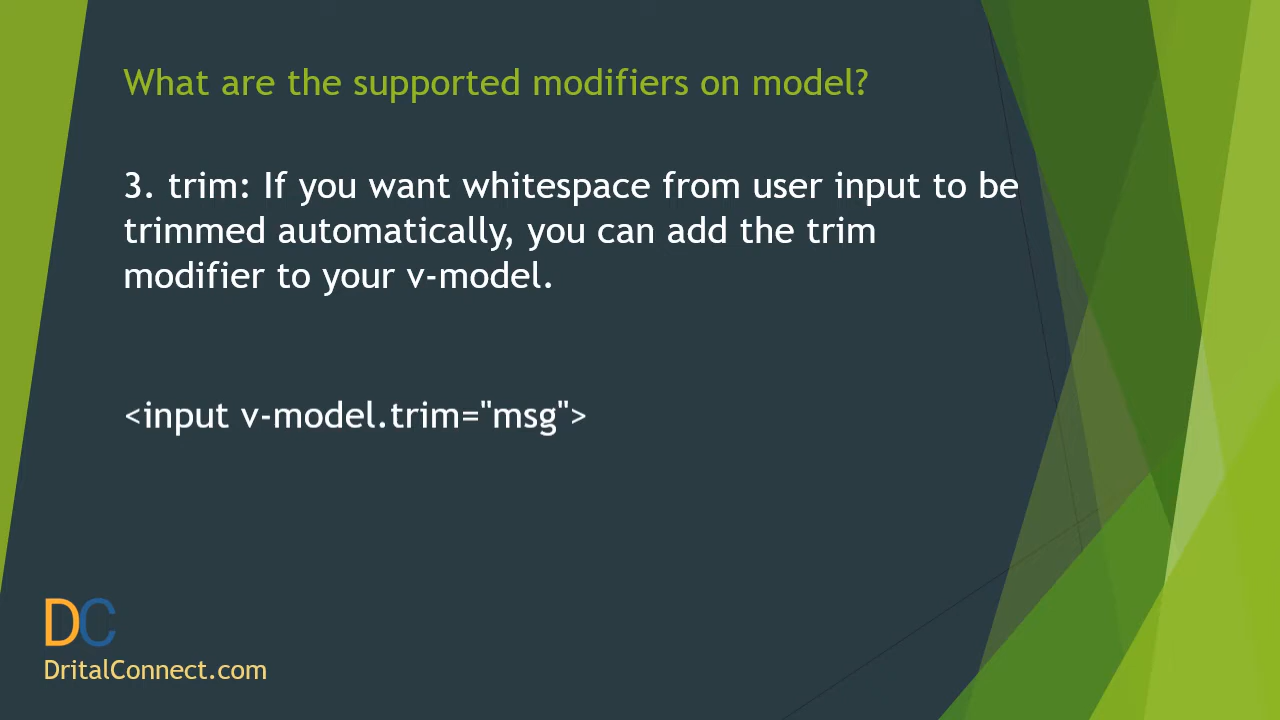 What are the supported modifiers on model?
3. trim: If you want whitespace from user input to be
trimmed automatically, you can add the trim
modifier to your v-model.
<input v-model.trim="msg">
DC
DritalConnect.com